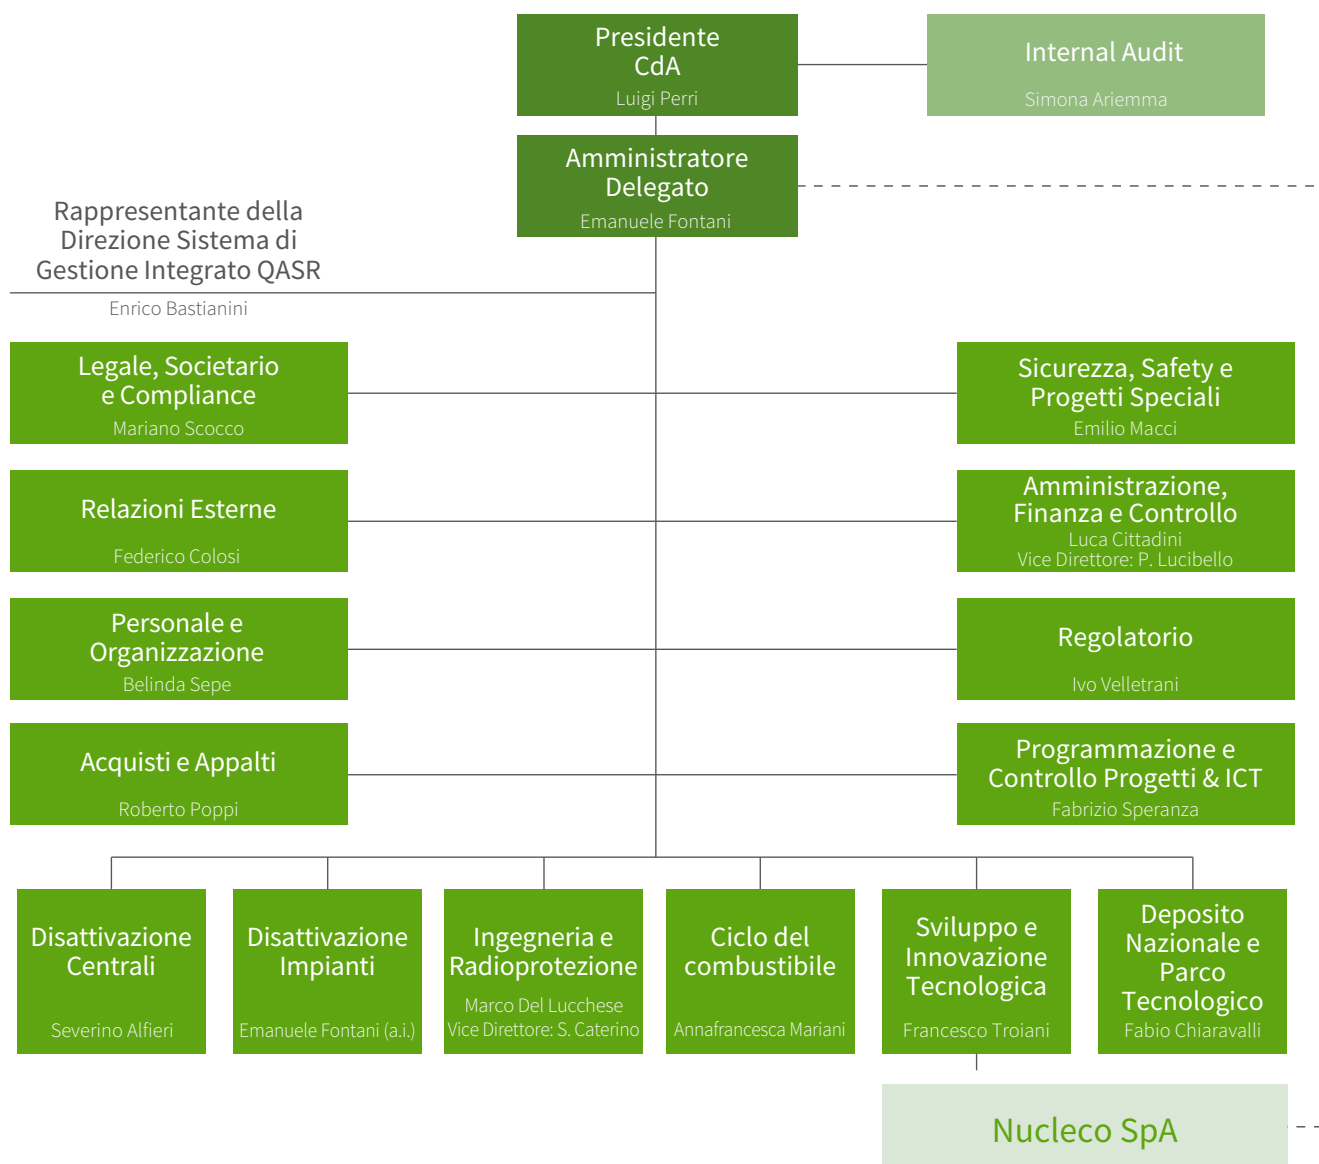 Presidente
CdA
Luigi Perri
Internal Audit
Simona Ariemma
Amministratore
Delegato
Emanuele Fontani
Rappresentante della
Direzione Sistema di
Gestione Integrato QASR
Enrico Bastianini
Legale, Societario
e Compliance
Mariano Scocco
Sicurezza, Safety e
Progetti Speciali
Emilio Macci
Relazioni Esterne
Federico Colosi
Amministrazione,
Finanza e Controllo
Luca Cittadini
Vice Direttore: P. Lucibello
Personale e
Organizzazione
Belinda Sepe
Regolatorio
Ivo Velletrani
Acquisti e Appalti
Roberto Poppi
Programmazione e
Controllo Progetti & ICT
Fabrizio Speranza
Disattivazione
Centrali
Severino Alfieri
Disattivazione
Impianti
Emanuele Fontani (a.i.)
Ingegneria e
Radioprotezione
Marco Del Lucchese
Vice Direttore: S. Caterino
Ciclo del
combustibile
Annafrancesca Mariani
Sviluppo e
Innovazione
Tecnologica
Francesco Troiani
Deposito
Nazionale e
Parco
Tecnologico
Fabio Chiaravalli
Nucleco SpA